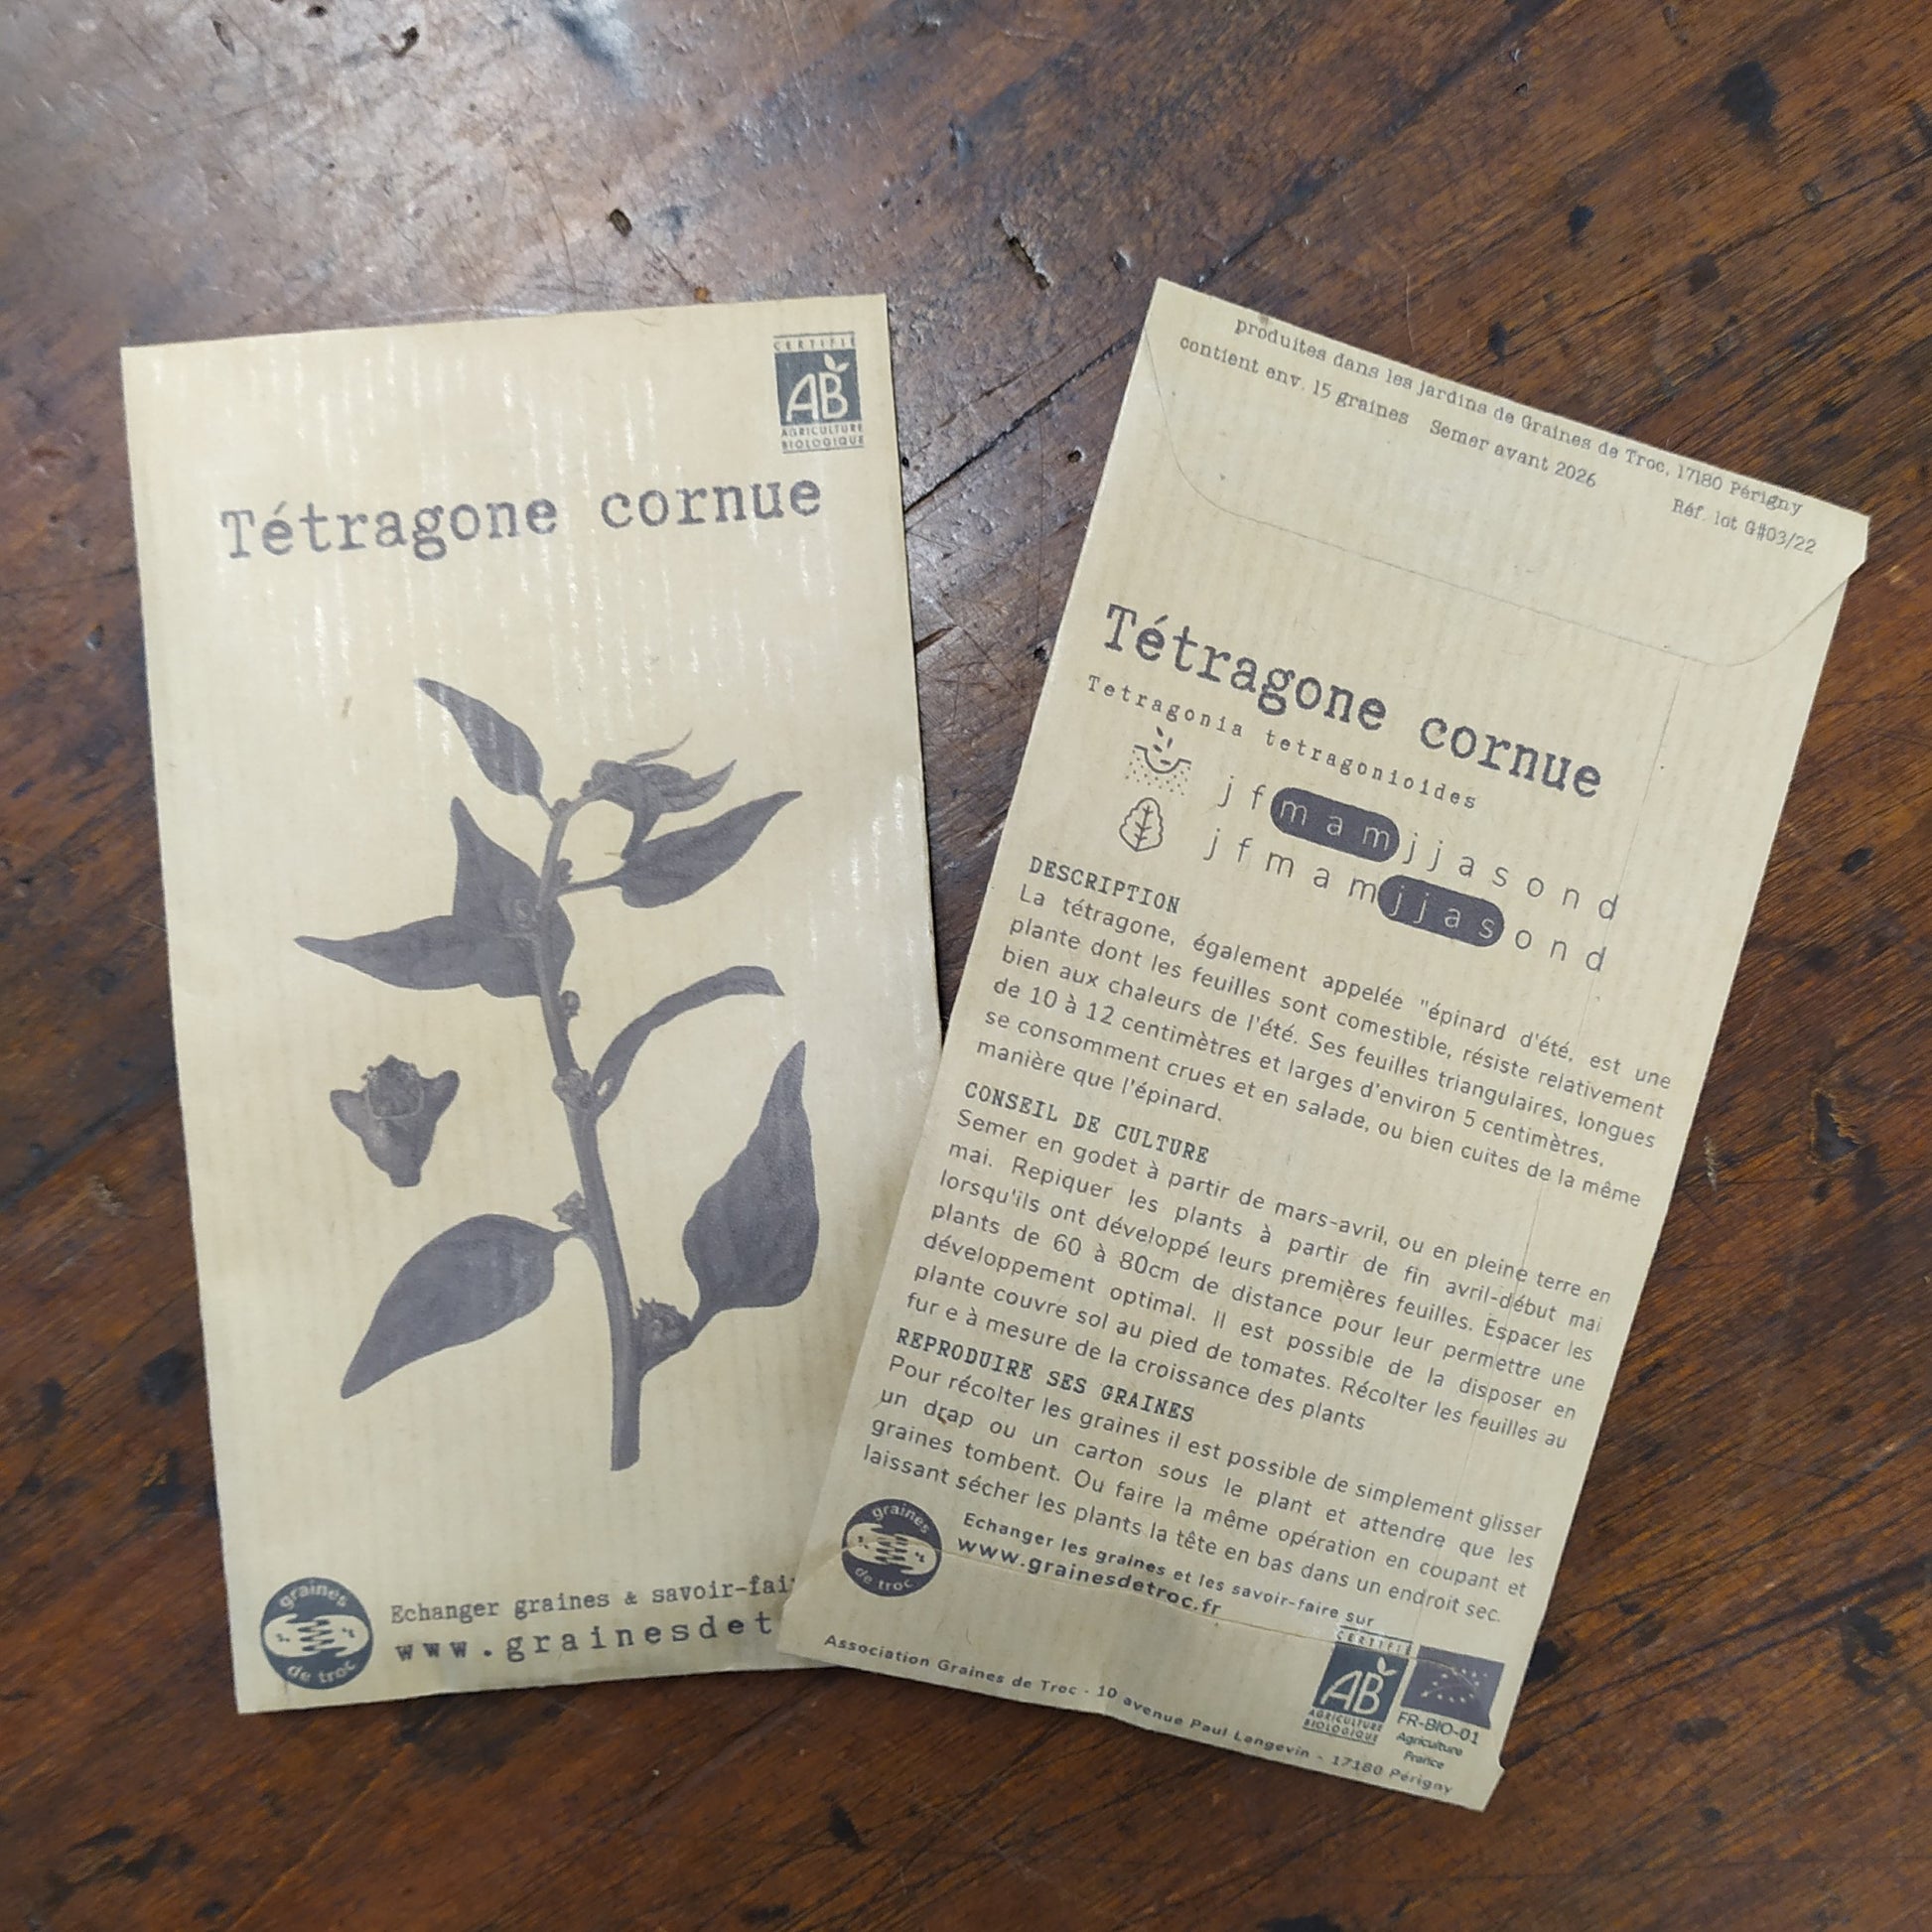 CERTIFIÉ
AB
AGRICULTURE
BIOLOGIQUE
Tétragone cornue
graines
de troc
Echanger graines & savoir-fai
www.grainesdet
produites dans les jardins de Graines de Troc, 17180 Périgny
contient env. 15 graines Semer avant 2026
Réf. lot G#03/22
Tétragone cornue
Tetragonia tetragonioides
j f m a m j j a s o n d
j f m a m j j a s o n d
DESCRIPTION
La tétragone, également appelée "épinard d'été, est une
plante dont les feuilles sont comestible, résiste relativement
bien aux chaleurs de l'été. Ses feuilles triangulaires, longues
de 10 à 12 centimètres et larges d'environ 5 centimètres,
se consomment crues et en salade, ou bien cuites de la même
manière que l'épinard.
CONSEIL DE CULTURE
Semer en godet à partir de mars-avril, ou en pleine terre en
mai. Repiquer les plants à partir de fin avril-début mai
lorsqu'ils ont développé leurs premières feuilles. Espacer les
plants de 60 à 80cm de distance pour leur permettre une
développement optimal. Il est possible de la disposer en
plante couvre sol au pied de tomates. Récolter les feuilles au
fur e à mesure de la croissance des plants
REPRODUIRE SES GRAINES
Pour récolter les graines il est possible de simplement glisser
un drap ou un carton sous le plant et attendre que les
graines tombent. Ou faire la même opération en coupant et
laissant sécher les plants la tête en bas dans un endroit sec.
graines
de troc
Echanger les graines et les savoir-faire sur
www.grainesdetroc.fr
CERTIFIÉ
AB
AGRICULTURE
BIOLOGIQUE
FR-BIO-01
Agriculture
France
Association Graines de Troc - 10 avenue Paul Langevin - 17180 Périgny